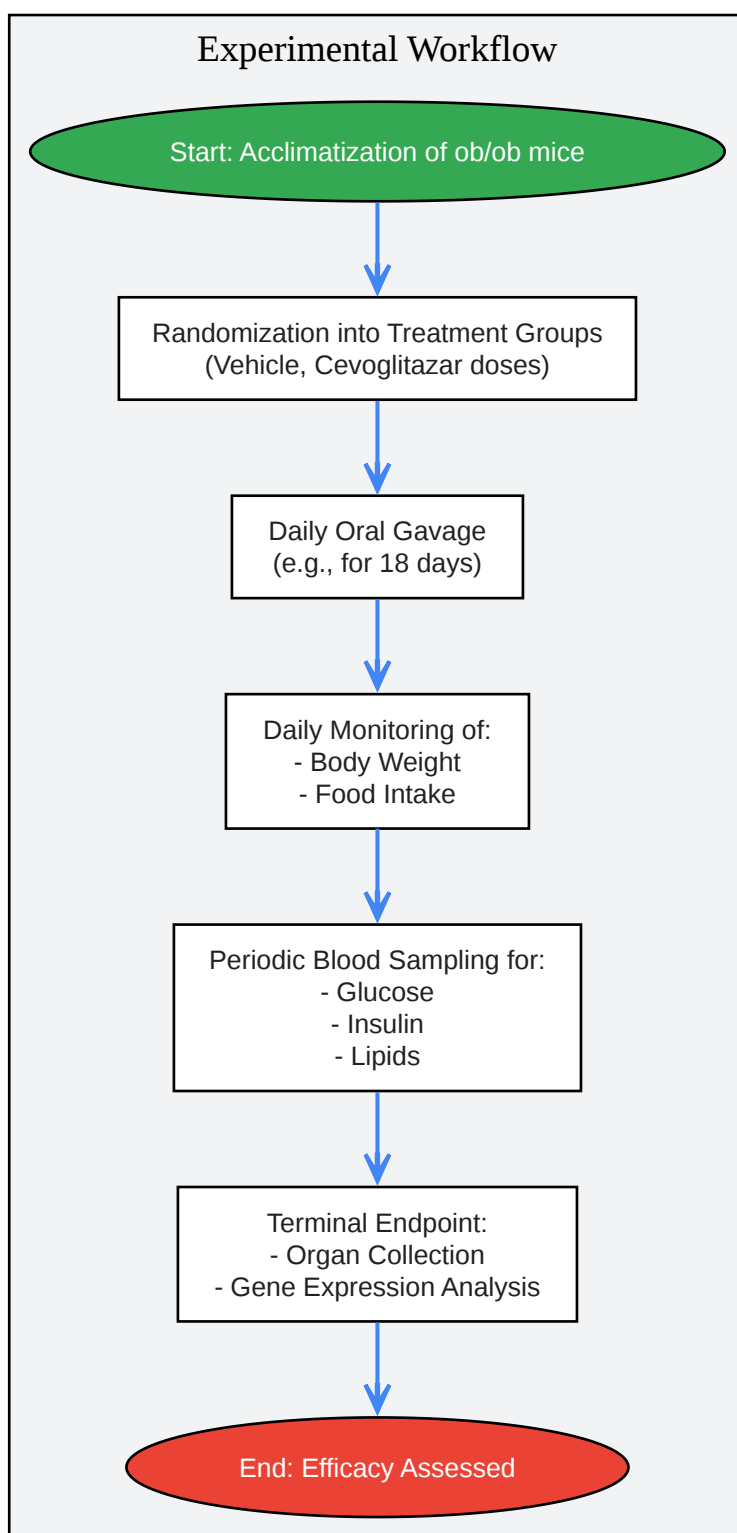 Experimental Workflow
Start: Acclimatization of ob/ob mice
Randomization into Treatment Groups
(Vehicle, Cevoglitazar doses)
Daily Oral Gavage
(e.g., for 18 days)
Daily Monitoring of:
- Body Weight
- Food Intake
Periodic Blood Sampling for:
- Glucose
- Insulin
- Lipids
Terminal Endpoint:
- Organ Collection
- Gene Expression Analysis
End: Efficacy Assessed